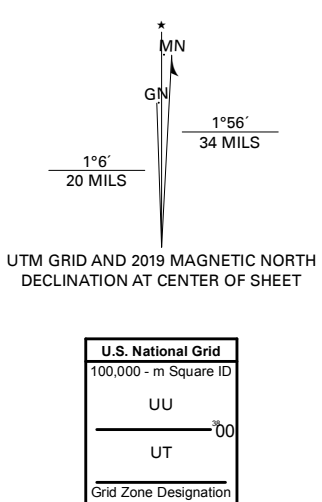 MN
GN
1°56´
34 MILS
1°6´
20 MILS
UTM GRID AND 2019 MAGNETIC NORTH
DECLINATION AT CENTER OF SHEET
U.S. National Grid
100,000 - m Square ID
UU
3800
UT
Grid Zone Designation